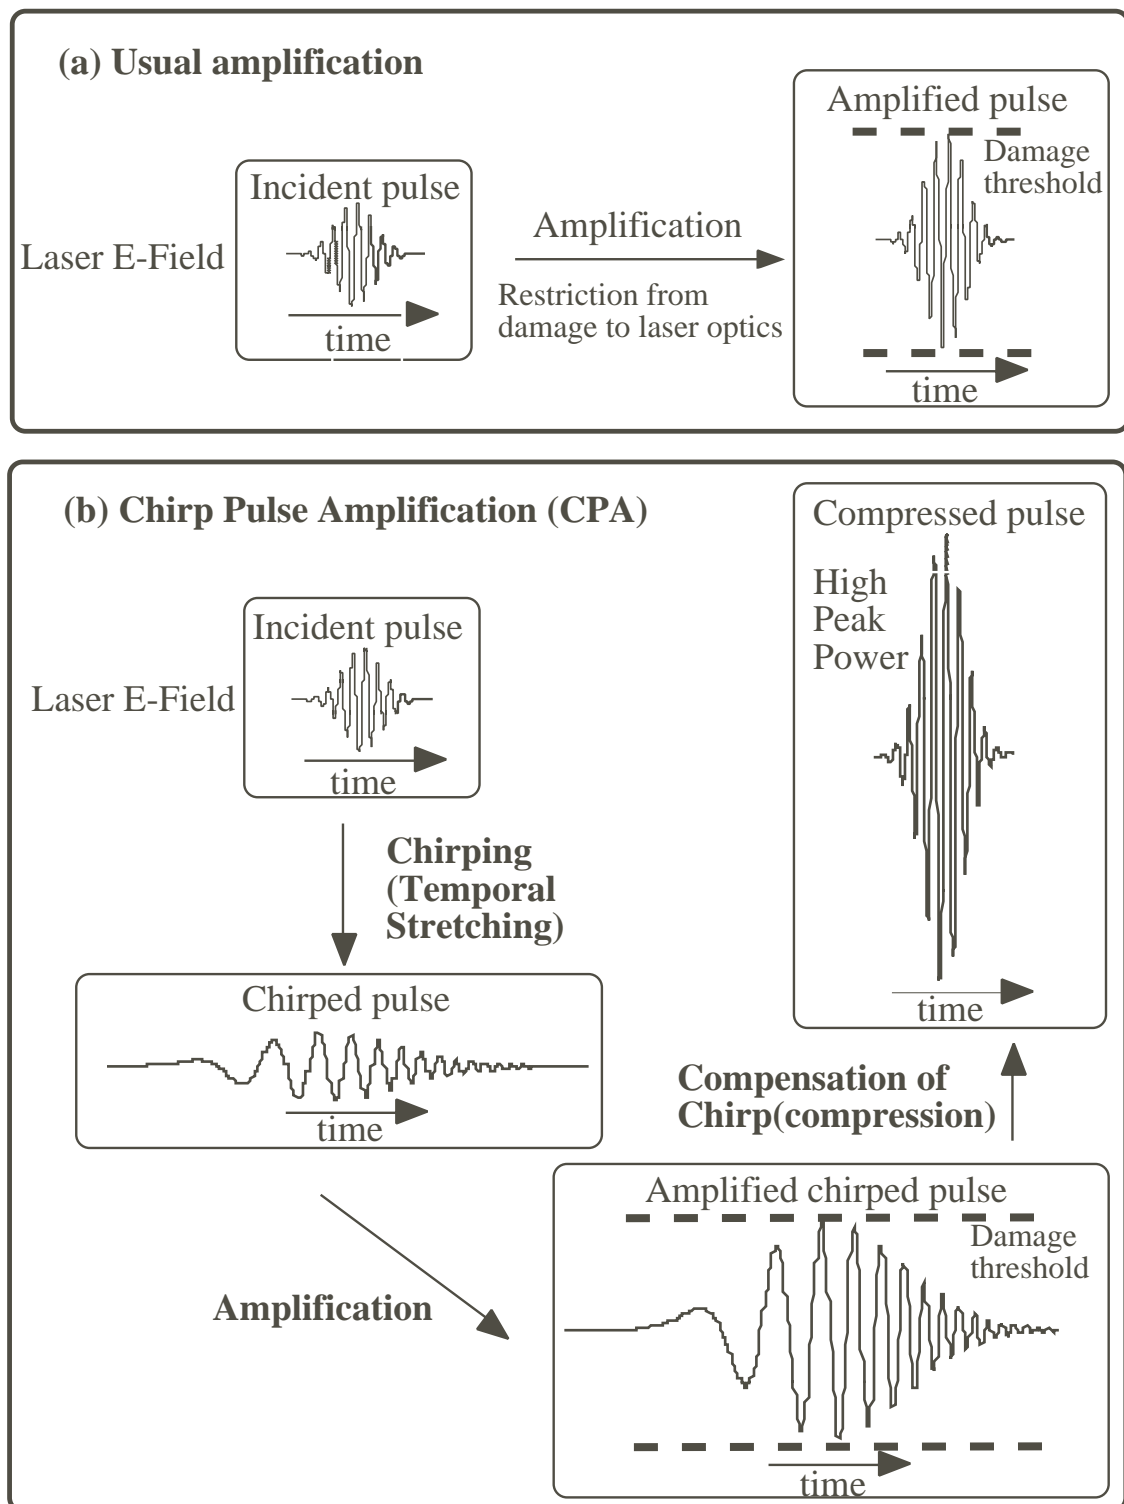 (a) Usual amplification
Laser E-Field
Incident pulse
time
Amplification
Restriction from
damage to laser optics
Amplified pulse
Damage
threshold
time
(b) Chirp Pulse Amplification (CPA)
Laser E-Field
Incident pulse
time
Chirping
(Temporal
Stretching)
Chirped pulse
time
Amplification
Amplified chirped pulse
Damage
threshold
time
Compensation of
Chirp(compression)
Compressed pulse
High
Peak
Power
time